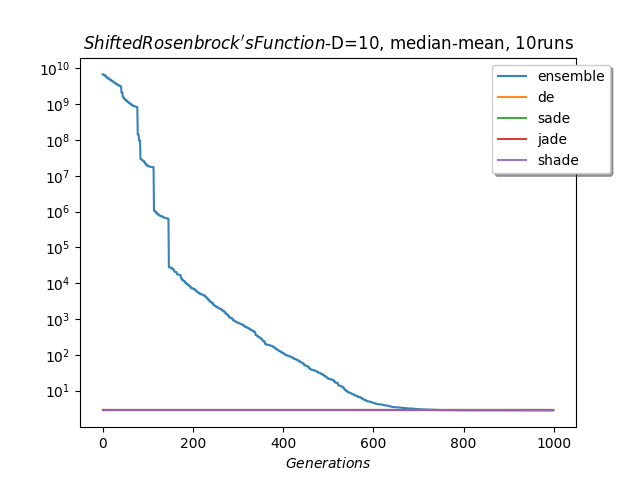 ShiftedRosenbrock'sFunction-D=10, median-mean, 10runs
10^10
10^9
10^8
10^7
10^6
10^5
10^4
10^3
10^2
10^1
ensemble
de
sade
jade
shade
0 200 400 600 800 1000
Generations